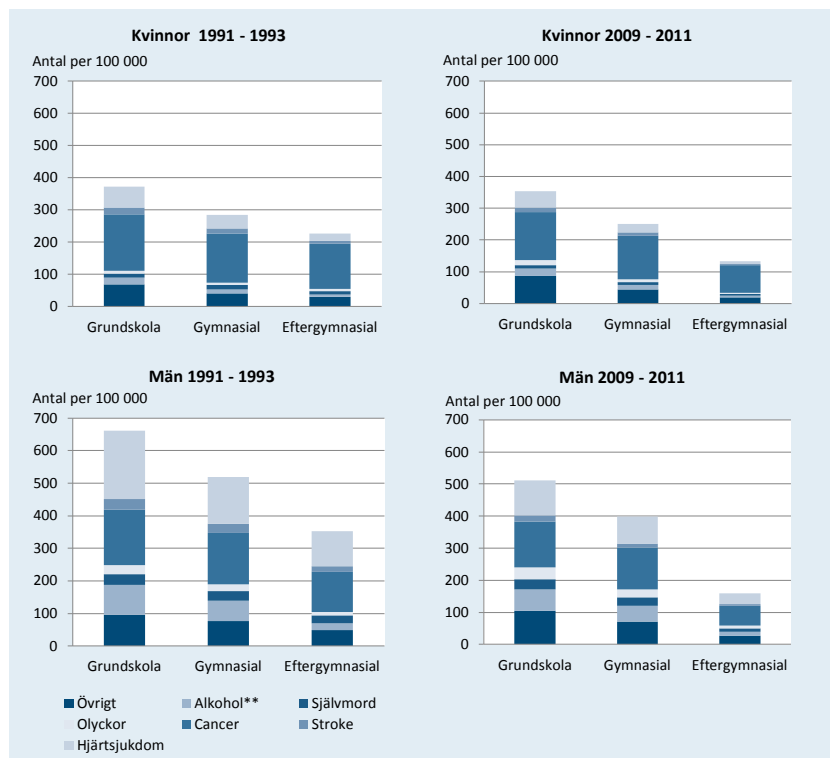 Kvinnor 1991 - 1993
Antal per 100 000
700
600
500
400
300
200
100
0
Grundskola Gymnasial Eftergymnasial
Kvinnor 2009 - 2011
Antal per 100 000
700
600
500
400
300
200
100
0
Grundskola Gymnasial Eftergymnasial
Män 1991 - 1993
Antal per 100 000
700
600
500
400
300
200
100
0
Grundskola Gymnasial Eftergymnasial
Män 2009 - 2011
Antal per 100 000
700
600
500
400
300
200
100
0
Grundskola Gymnasial Eftergymnasial
Övrigt Alkohol** Självmord
Olyckor Cancer Stroke
Hjärtsjukdom